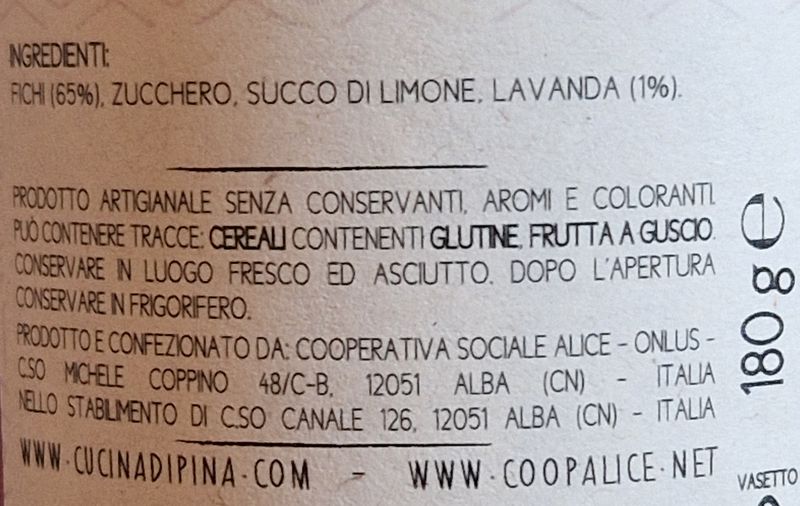 INGREDIENTI:
FICHI (65%), ZUCCHERO, SUCCO DI LIMONE, LAVANDA (1%).
PRODOTTO ARTIGIANALE SENZA CONSERVANTI, AROMI E COLORANTI.
PUÒ CONTENERE TRACCE: CEREALI CONTENENTI GLUTINE, FRUTTA A GUSCIO.
CONSERVARE IN LUOGO FRESCO ED ASCIUTTO. DOPO L'APERTURA
CONSERVARE IN FRIGORIFERO.
PRODOTTO E CONFEZIONATO DA: COOPERATIVA SOCIALE ALICE - ONLUS -
C.SO MICHELE COPPINO 48/C-B, 12051 ALBA (CN) - ITALIA
NELLO STABILIMENTO DI C.SO CANALE 126, 12051 ALBA (CN) - ITALIA
WWW.CUCINADIPINA.COM - WWW.COOPALICE.NET
180 g e
VASETTO